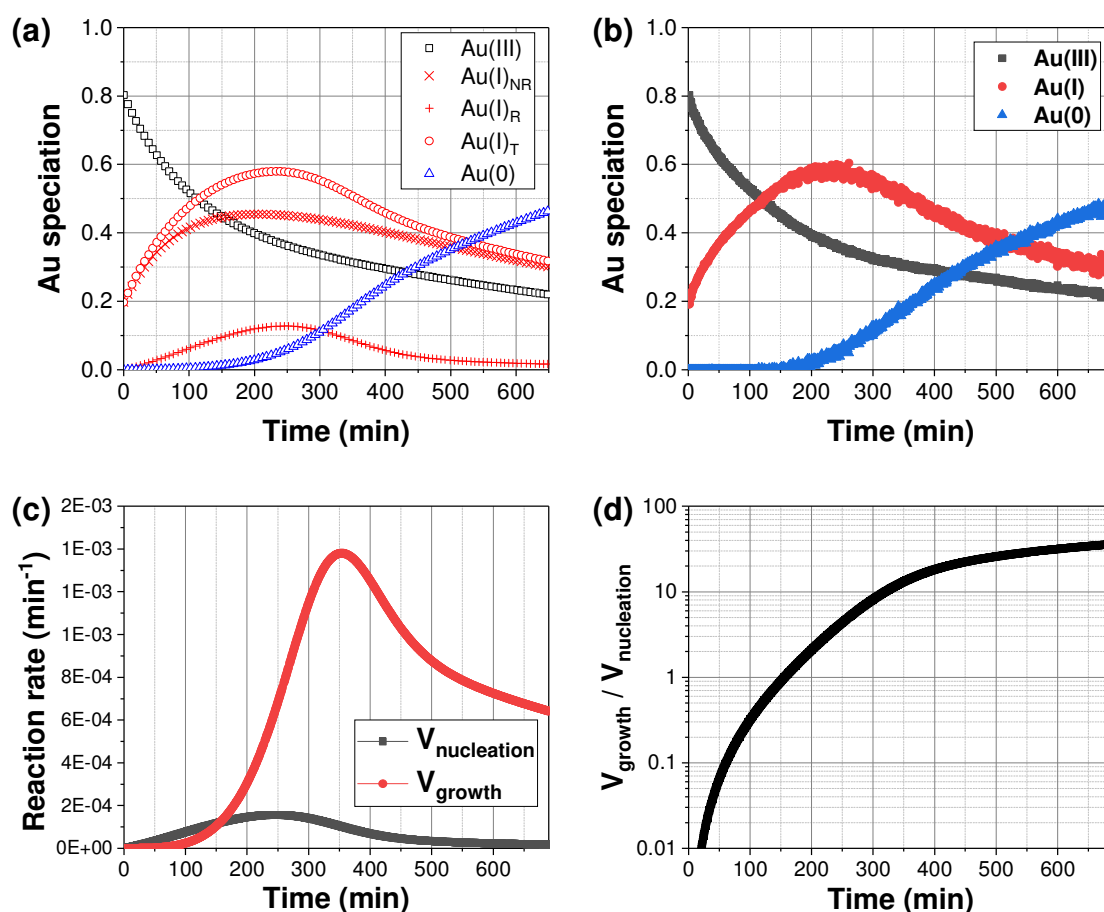 (a)
Au speciation
1.0
0.8
0.6
0.4
0.2
0.0
Au(III)
Au(I)NR
Au(I)R
Au(I)T
Au(0)
0 100 200 300 400 500 600
Time (min)
(b)
Au speciation
1.0
0.8
0.6
0.4
0.2
0.0
Au(III)
Au(I)
Au(0)
0 100 200 300 400 500 600
Time (min)
(c)
Reaction rate (min-1)
2E-03
1E-03
1E-03
1E-03
8E-04
6E-04
4E-04
2E-04
0E+00
Vnucleation
Vgrowth
0 100 200 300 400 500 600
Time (min)
(d)
Vgrowth / Vnucleation
100
10
1
0.1
0.01
0 100 200 300 400 500 600
Time (min)